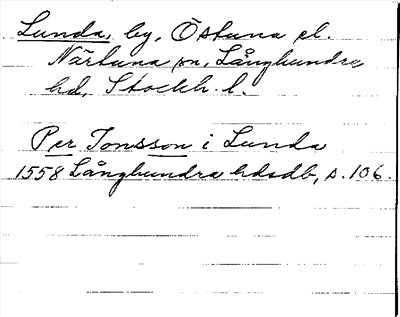 Lunda, by, Östuna el.
Närtuna sn, Långhundra
hd, Stockh. l.
Per Jonsson i Lunda
1558 Långhundra hdsdb, s. 106.